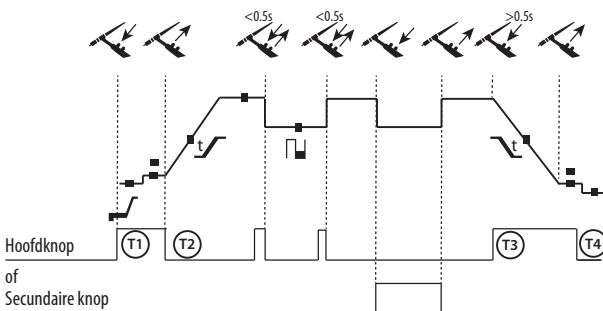 <0.5s <0.5s >0.5s
t t
Hoofdknop T1 T2 T3 T4
of
Secundaire knop